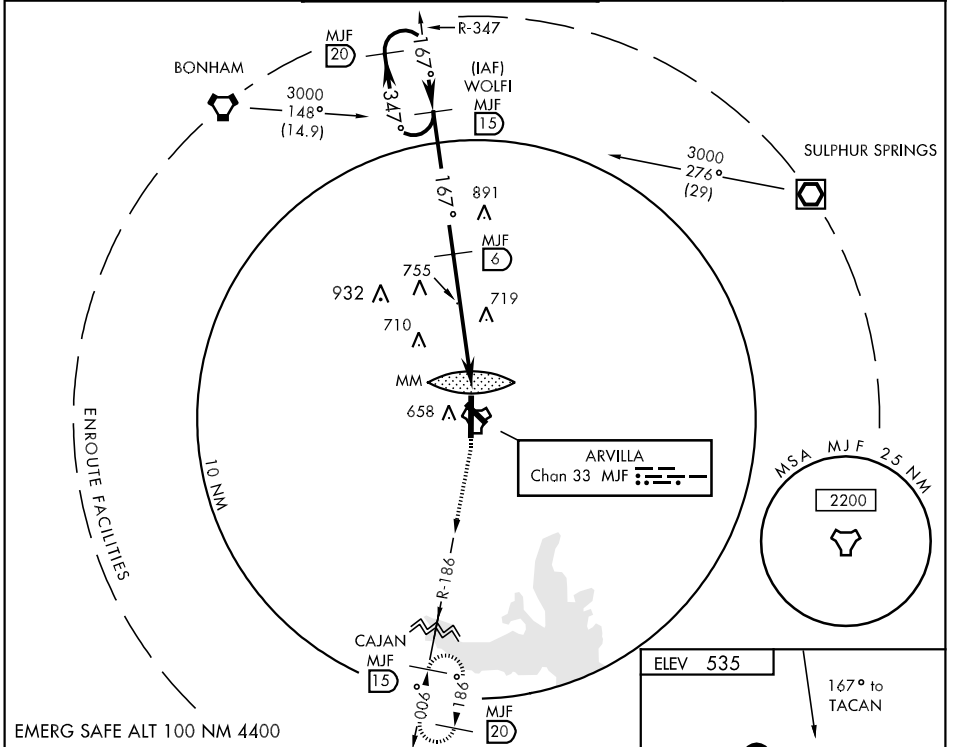 MJF
20
R-347
167°
347°
BONHAM
3000
148°
(14.9)
(IAF)
WOLFI
MJF
15
3000
276°
(29)
SULPHUR SPRINGS
167°
891
MJF
6
755
932
719
710
MM
658
ARVILLA
Chan 33 MJF
10 NM
ENROUTE FACILITIES
MSA MJF 25 NM
2200
R-186
CAJAN
MJF
15
006°
186°
MJF
20
ELEV 535
167° to
TACAN
EMERG SAFE ALT 100 NM 4400